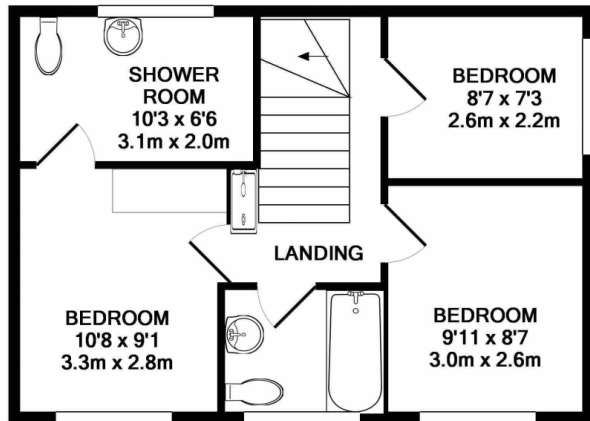 SHOWER
ROOM
10'3 x 6'6
3.1m x 2.0m
BEDROOM
8'7 x 7'3
2.6m x 2.2m
LANDING
BEDROOM
10'8 x 9'1
3.3m x 2.8m
BEDROOM
9'11 x 8'7
3.0m x 2.6m